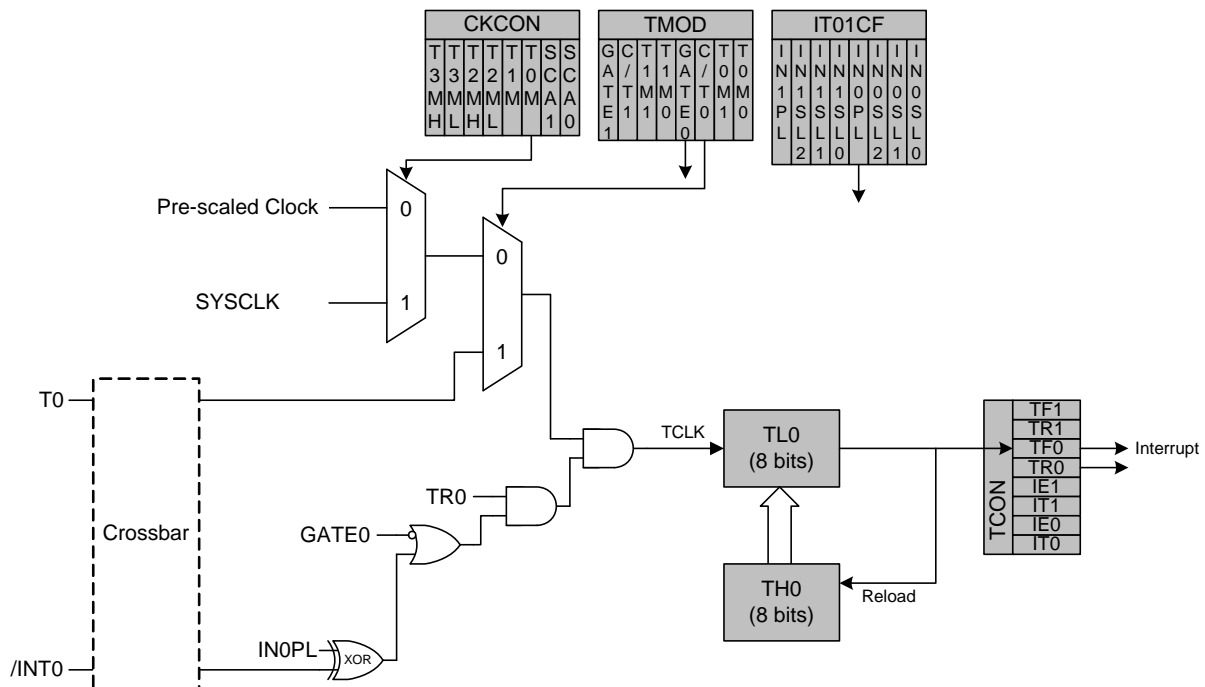 CKCON
T3MH
T3ML
T2MH
T2ML
T1M
T0M
SCA1
SCA0
TMOD
GATE1
C/T1
T1M1
T1M0
GATE0
C/T0
T0M1
T0M0
IT01CF
IN1PL
IN1SL2
IN1SL1
IN1SL0
IN0PL
IN0SL2
IN0SL1
IN0SL0
Pre-scaled Clock
0
SYSCLK
1
0
1
T0
Crossbar
/INT0
GATE0
TR0
IN0PL
XOR
TCLK
TL0
(8 bits)
TH0
(8 bits)
Reload
TCON
TF1
TR1
TF0
TR0
IE1
IT1
IE0
IT0
Interrupt